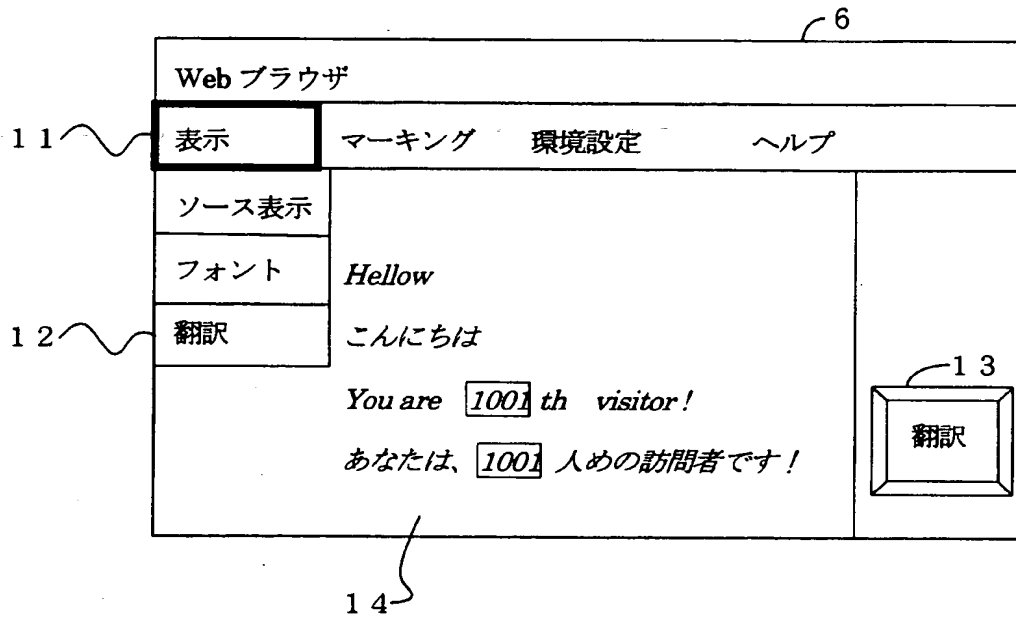 6
Web ブラウザ
11 表示 マーキング 環境設定 ヘルプ
ソース表示
フォント Hellow
12 翻訳 こんにちは
13
You are 1001 th visitor!
翻訳
あなたは、1001 人めの訪問者です!
14